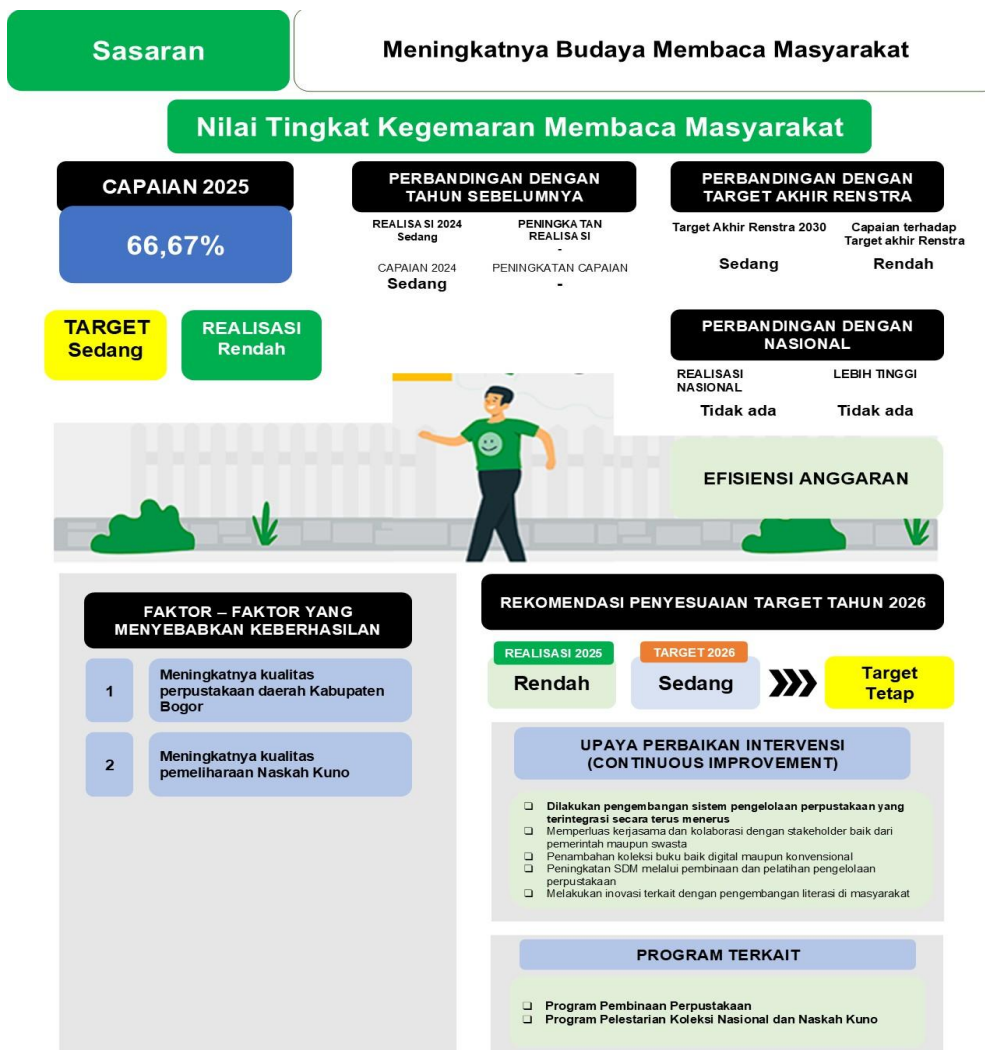 Sasaran
Meningkatnya Budaya Membaca Masyarakat
Nilai Tingkat Kegemaran Membaca Masyarakat
CAPAIAN 2025
66,67%
TARGET
Sedang
REALISASI
Rendah
PERBANDINGAN DENGAN
TAHUN SEBELUMNYA
REALISASI 2024
Sedang
PENINGKATAN
REALISASI
-
CAPAIAN 2024
Sedang
PENINGKATAN CAPAIAN
-
PERBANDINGAN DENGAN
TARGET AKHIR RENSTRA
Target Akhir Renstra 2030
Sedang
Capaian terhadap
Target akhir Renstra
Rendah
PERBANDINGAN DENGAN
NASIONAL
REALISASI
NASIONAL
Tidak ada
LEBIH TINGGI
Tidak ada
EFISIENSI ANGGARAN
FAKTOR – FAKTOR YANG
MENYEBABKAN KEBERHASILAN
1
Meningkatnya kualitas
perpustakaan daerah Kabupaten
Bogor
2
Meningkatnya kualitas
pemeliharaan Naskah Kuno
REKOMENDASI PENYESUAIAN TARGET TAHUN 2026
REALISASI 2025
Rendah
TARGET 2026
Sedang
Target
Tetap
UPAYA PERBAIKAN INTERVENSI
(CONTINUOUS IMPROVEMENT)
❑ Dilakukan pengembangan sistem pengelolaan perpustakaan yang
terintegrasi secara terus menerus
❑ Memperluas kerjasama dan kolaborasi dengan stakeholder baik dari
pemerintah maupun swasta
❑ Penambahan koleksi buku baik digital maupun konvensional
❑ Peningkatan SDM melalui pembinaan dan pelatihan pengelolaan
perpustakaan
❑ Melakukan inovasi terkait dengan pengembangan literasi di masyarakat
PROGRAM TERKAIT
❑ Program Pembinaan Perpustakaan
❑ Program Pelestarian Koleksi Nasional dan Naskah Kuno